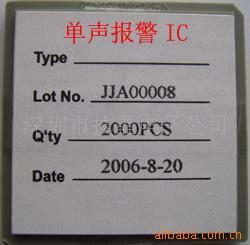 单声报警 IC
Type
Lot No. JJA00008
Q'ty 2000PCS
Date 2006-8-20
alibaba.com.cn